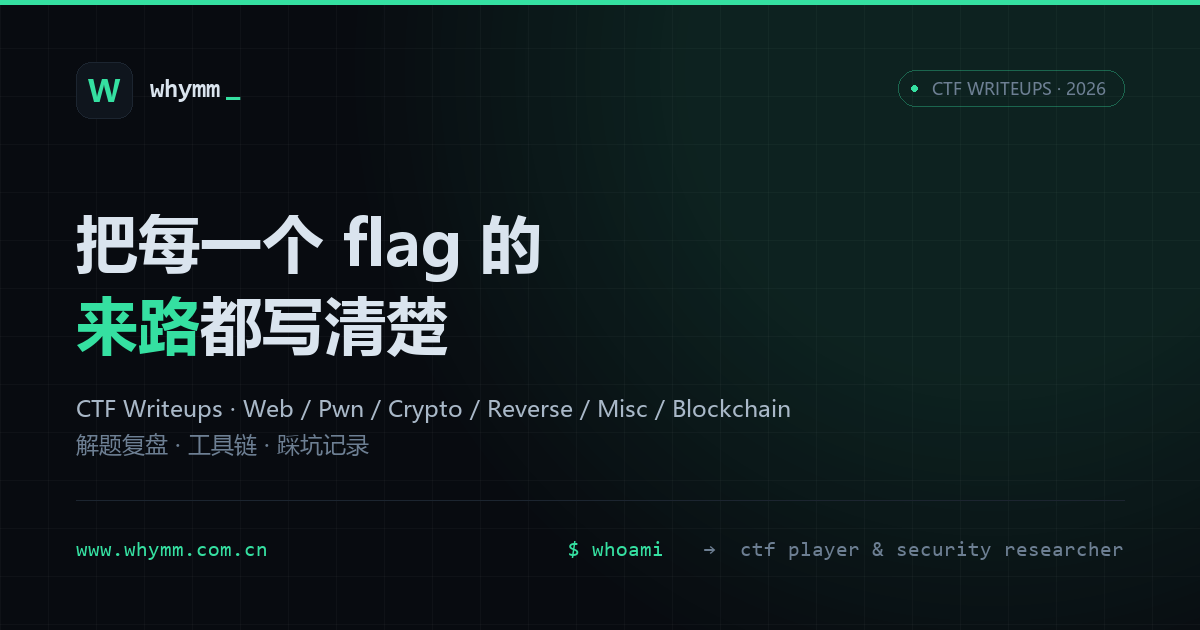 W whymm_
CTF WRITEUPS · 2026
把每一个 flag 的
来路都写清楚
CTF Writeups · Web / Pwn / Crypto / Reverse / Misc / Blockchain
解题复盘 · 工具链 · 踩坑记录
www.whymm.com.cn
$ whoami → ctf player & security researcher